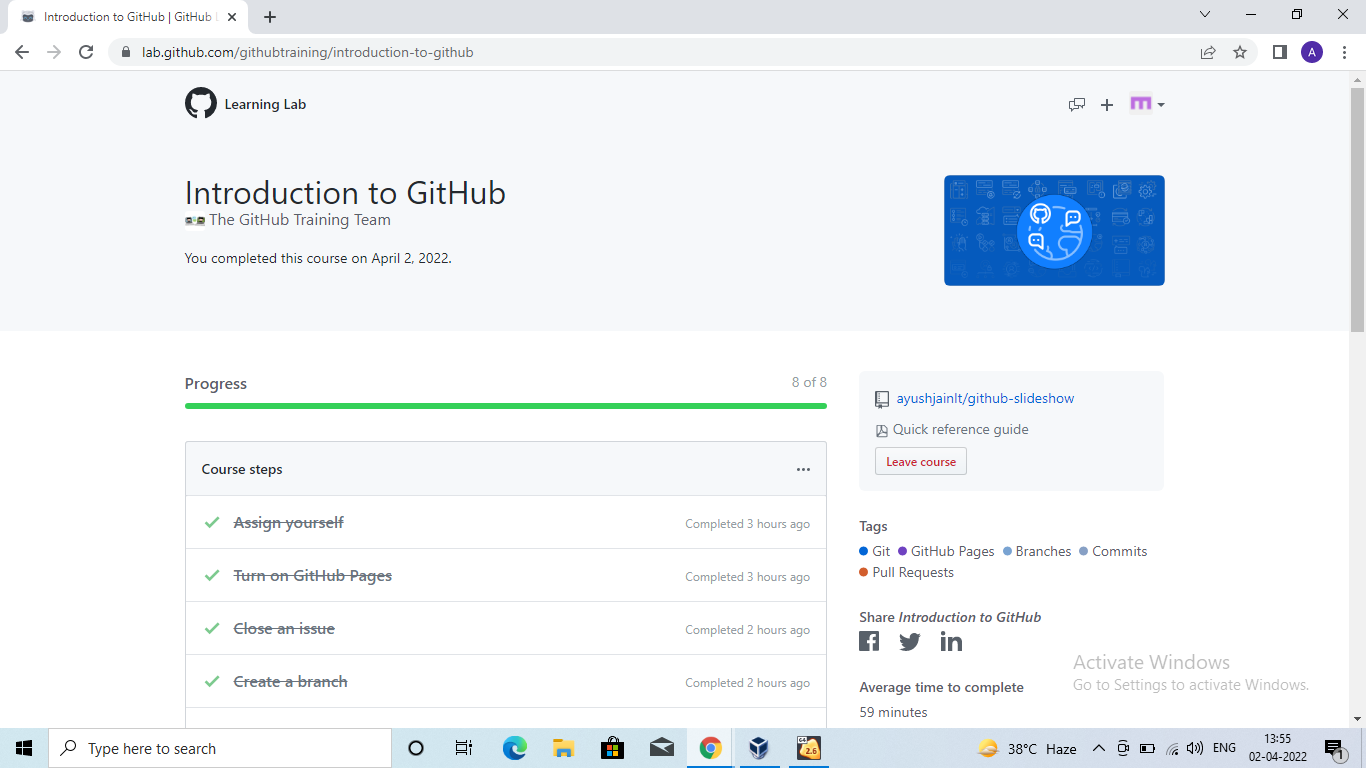 Introduction to GitHub | GitHub
lab.github.com/githubtraining/introduction-to-github
A
Learning Lab
Introduction to GitHub
The GitHub Training Team
You completed this course on April 2, 2022.
Progress
8 of 8
Course steps
Assign yourself
Completed 3 hours ago
Turn on GitHub Pages
Completed 3 hours ago
Close an issue
Completed 2 hours ago
Create a branch
Completed 2 hours ago
ayushjainlt/github-slideshow
Quick reference guide
Leave course
Tags
Git GitHub Pages Branches Commits
Pull Requests
Share Introduction to GitHub
Average time to complete
59 minutes
Activate Windows
Go to Settings to activate Windows.
Type here to search
64
2.6
38°C Haze
ENG
13:55
02-04-2022
1